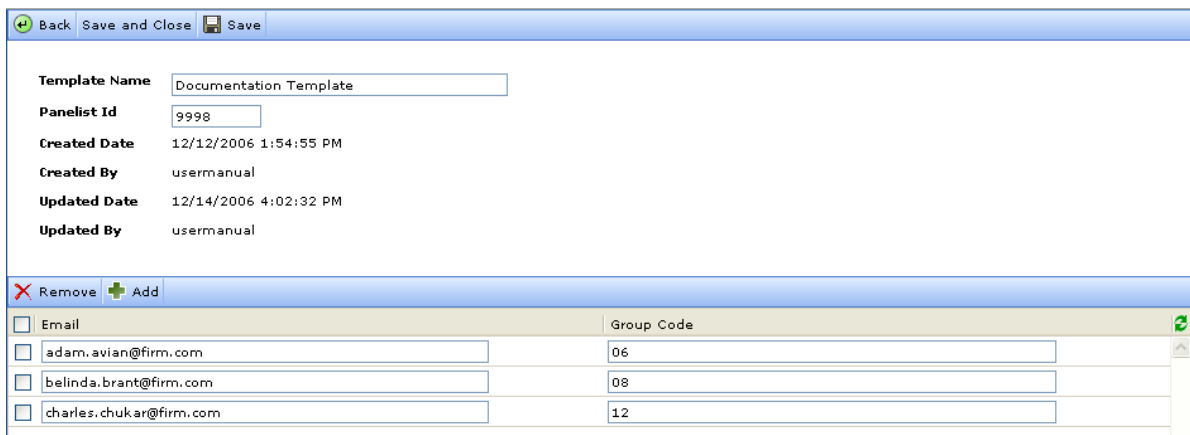 Back Save and Close Save
Template Name Documentation Template
Panelist Id 9998
Created Date 12/12/2006 1:54:55 PM
Created By usermanual
Updated Date 12/14/2006 4:02:32 PM
Updated By usermanual
Remove Add
Email Group Code
adam.avian@firm.com 06
belinda.brant@firm.com 08
charles.chukar@firm.com 12